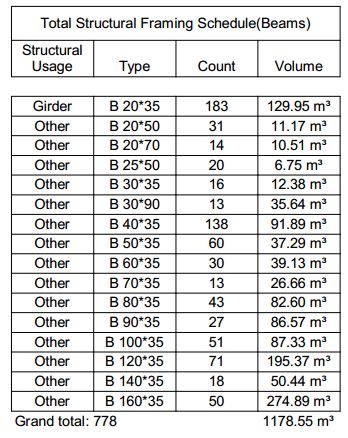 Total Structural Framing Schedule(Beams)
Structural Usage Type Count Volume
Girder B 20*35 183 129.95 m³
Other B 20*50 31 11.17 m³
Other B 20*70 14 10.51 m³
Other B 25*50 20 6.75 m³
Other B 30*35 16 12.38 m³
Other B 30*90 13 35.64 m³
Other B 40*35 138 91.89 m³
Other B 50*35 60 37.29 m³
Other B 60*35 30 39.13 m³
Other B 70*35 13 26.66 m³
Other B 80*35 43 82.60 m³
Other B 90*35 27 86.57 m³
Other B 100*35 51 87.33 m³
Other B 120*35 71 195.37 m³
Other B 140*35 18 50.44 m³
Other B 160*35 50 274.89 m³
Grand total: 778 1178.55 m³